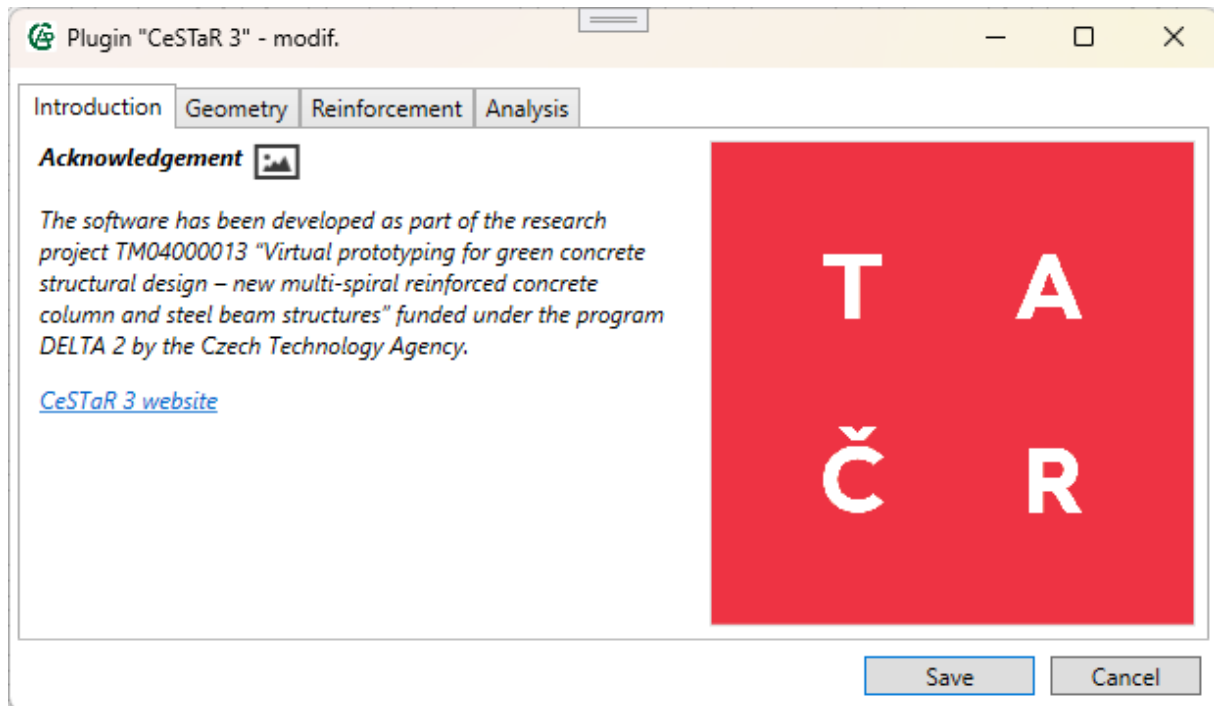 Plugin "CeSTaR 3" - modif.
Introduction Geometry Reinforcement Analysis
Acknowledgement
The software has been developed as part of the research
project TM04000013 “Virtual prototyping for green concrete
structural design – new multi-spiral reinforced concrete
column and steel beam structures” funded under the program
DELTA 2 by the Czech Technology Agency.
CeSTaR 3 website
T A
Č R
Save Cancel